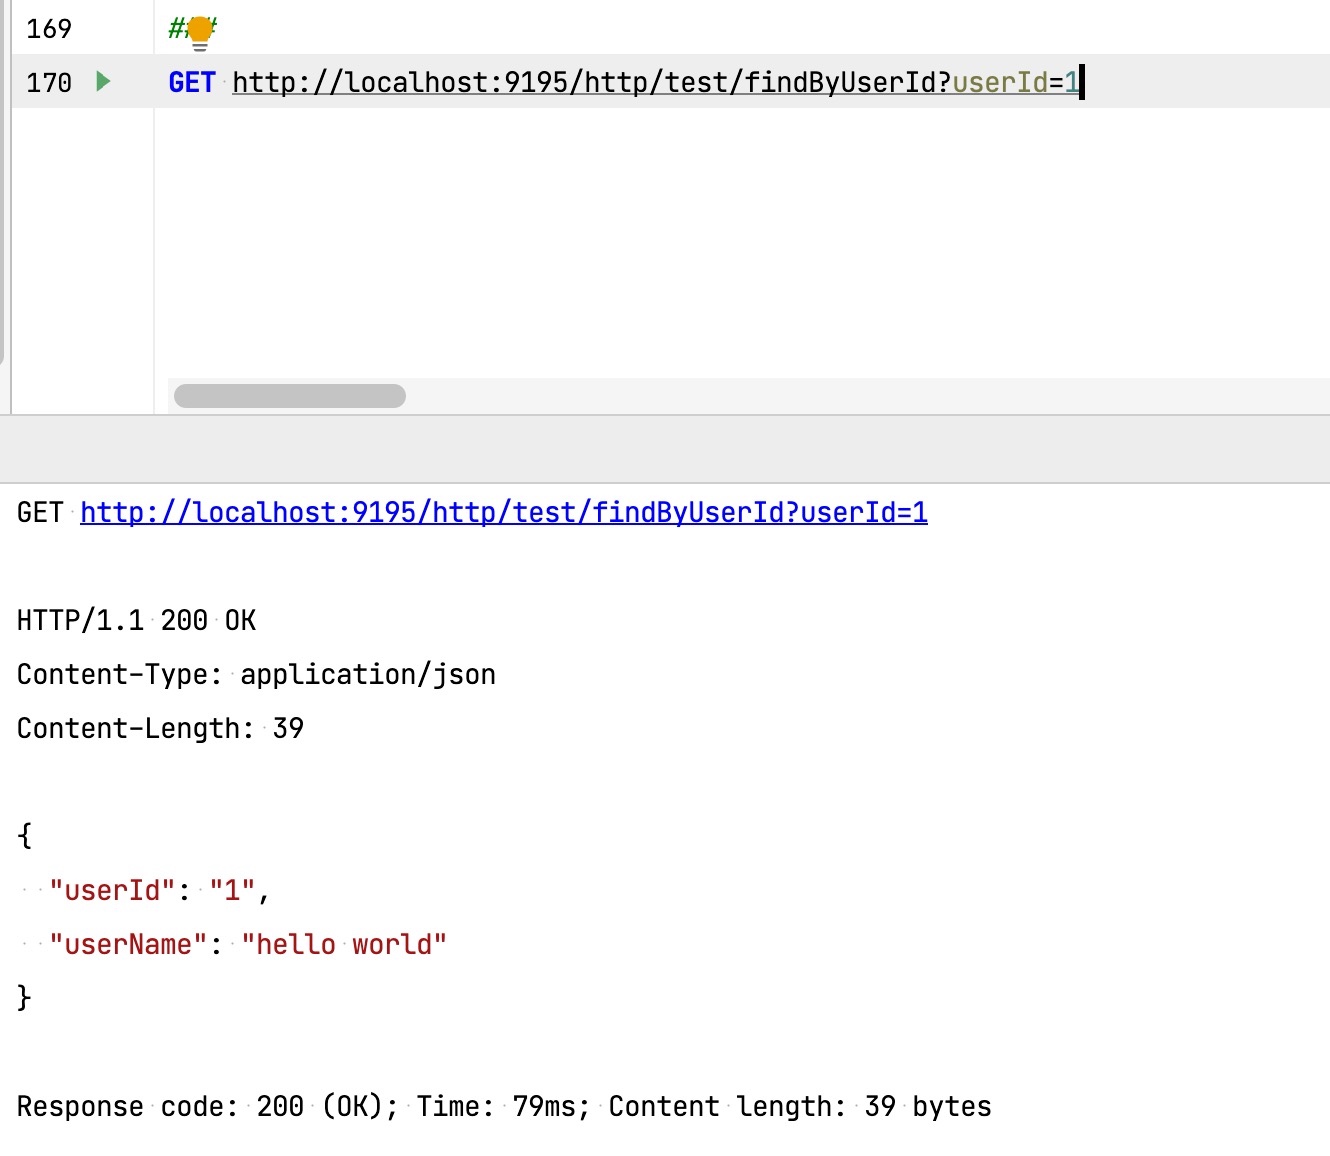 169 ###
170 GET http://localhost:9195/http/test/findByUserId?userId=1
GET http://localhost:9195/http/test/findByUserId?userId=1
HTTP/1.1 200 OK
Content-Type: application/json
Content-Length: 39
{
"userId": "1",
"userName": "hello world"
}
Response code: 200 (OK); Time: 79ms; Content length: 39 bytes